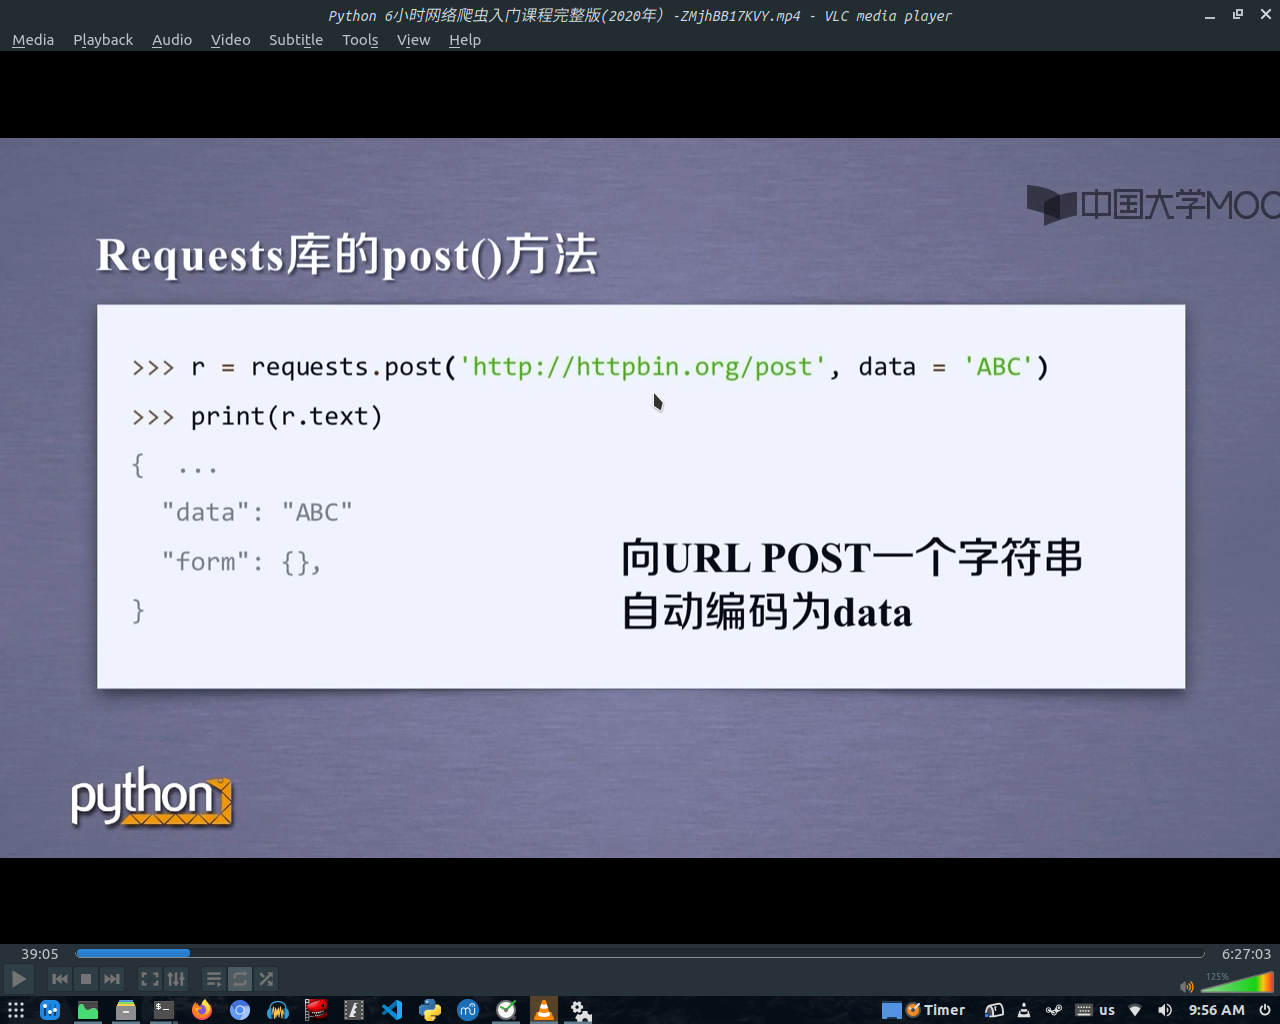 Python 6小时网络爬虫入门课程完整版(2020年）-ZMjhBB17KVY.mp4 - VLC media player
Media Playback Audio Video Subtitle Tools View Help
中国大学MOO
Requests库的post()方法
>>> r = requests.post('http://httpbin.org/post', data = 'ABC')
>>> print(r.text)
{ ...
"data": "ABC"
"form": {},
}
向URL POST一个字符串
自动编码为data
python
39:05
6:27:03
125%
Timer
us
9:56 AM